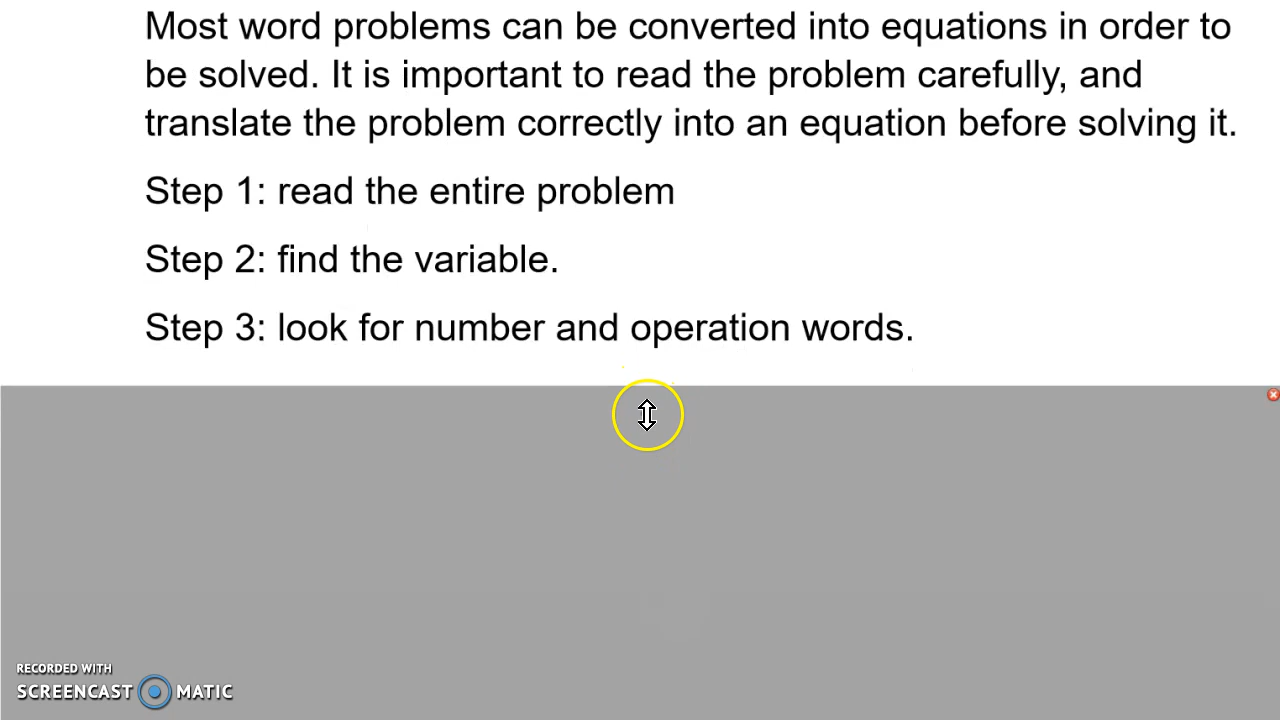 Most word problems can be converted into equations in order to
be solved. It is important to read the problem carefully, and
translate the problem correctly into an equation before solving it.
Step 1: read the entire problem
Step 2: find the variable.
Step 3: look for number and operation words.
RECORDED WITH
SCREENCAST MATIC